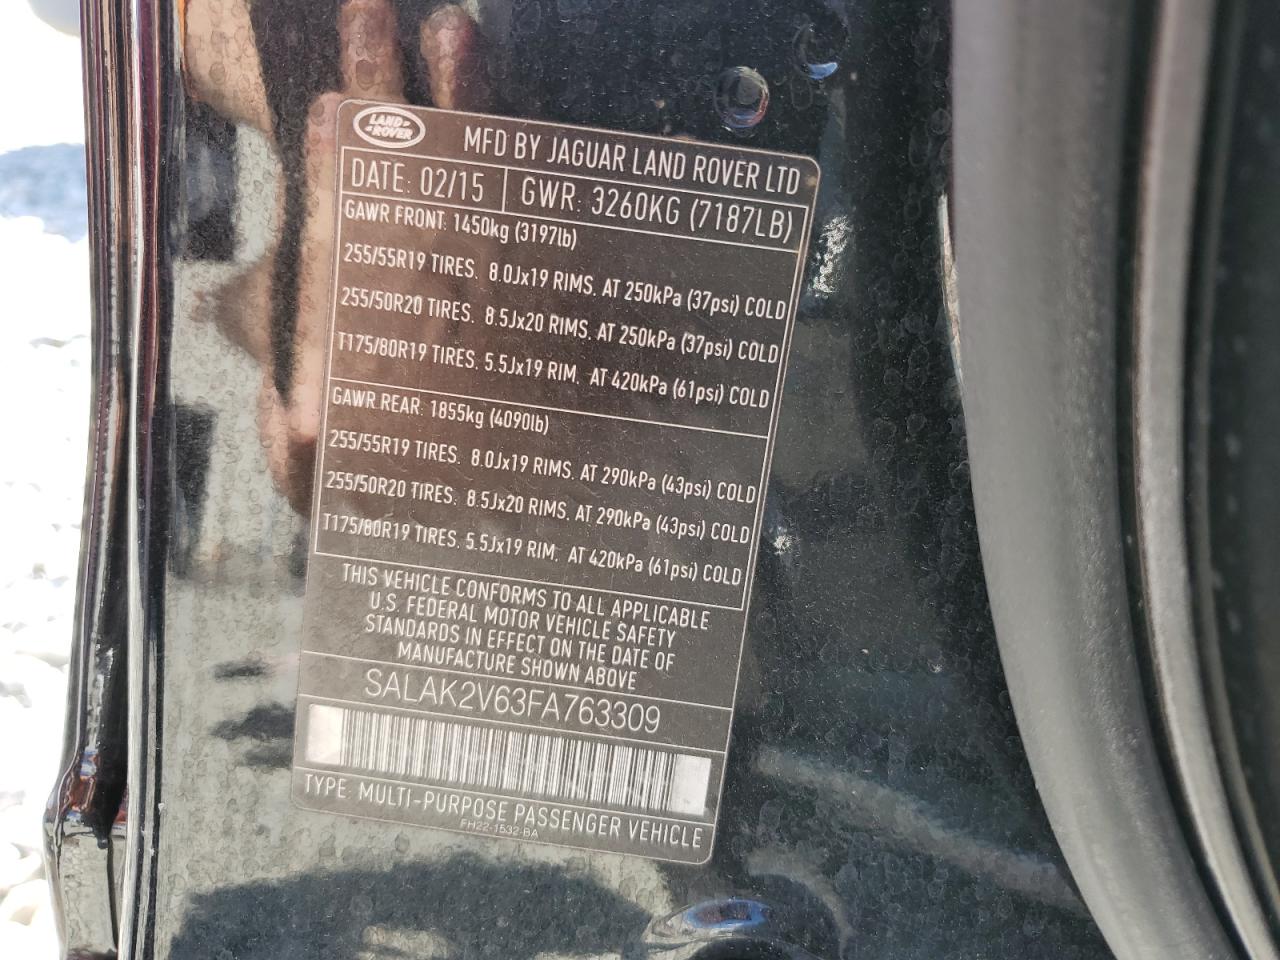 LAND ROVER
MFD BY JAGUAR LAND ROVER LTD
DATE: 02/15 GWR: 3260KG (7187LB)
GAWR FRONT: 1450kg (3197lb)
255/55R19 TIRES. 8.0Jx19 RIMS. AT 250kPa (37psi) COLD
255/50R20 TIRES. 8.5Jx20 RIMS. AT 250kPa (37psi) COLD
T175/80R19 TIRES. 5.5Jx19 RIM. AT 420kPa (61psi) COLD
GAWR REAR: 1855kg (4090lb)
255/55R19 TIRES. 8.0Jx19 RIMS. AT 290kPa (43psi) COLD
255/50R20 TIRES. 8.5Jx20 RIMS. AT 290kPa (43psi) COLD
T175/80R19 TIRES. 5.5Jx19 RIM. AT 420kPa (61psi) COLD
THIS VEHICLE CONFORMS TO ALL APPLICABLE
U.S. FEDERAL MOTOR VEHICLE SAFETY
STANDARDS IN EFFECT ON THE DATE OF
MANUFACTURE SHOWN ABOVE
SALAK2V63FA763309
TYPE: MULTI-PURPOSE PASSENGER VEHICLE
FH22-1532-BA